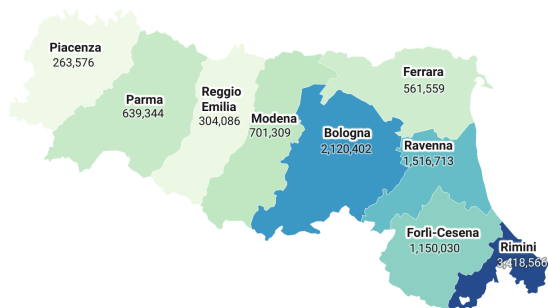 Piacenza
263,576
Parma
639,344
Reggio
Emilia
304,086
Modena
701,309
Bologna
2,120,402
Ferrara
561,559
Ravenna
1,516,713
Forlì-Cesena
1,150,030
Rimini
3,418,566